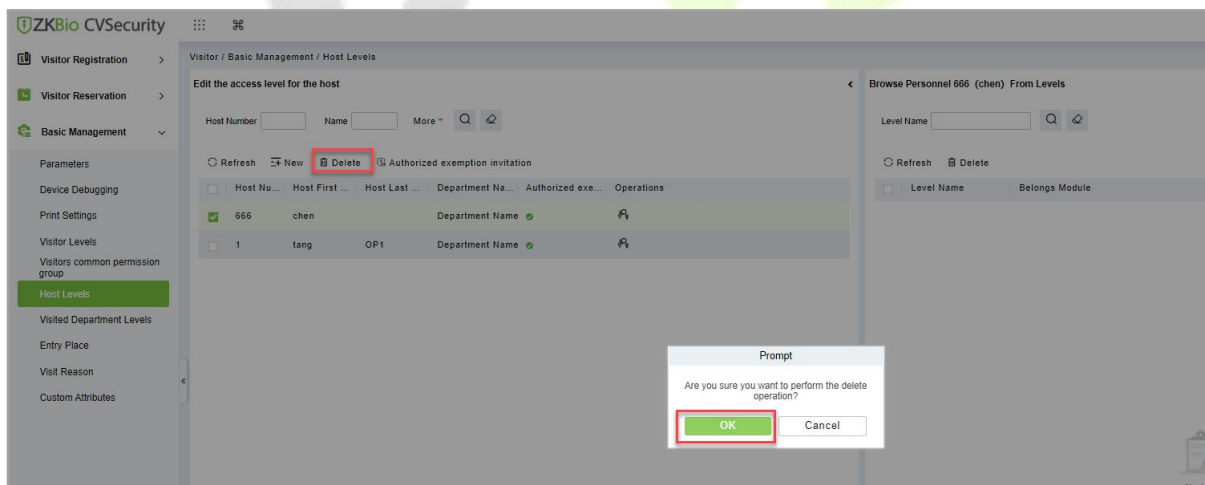 ZKBio CVSecurity
Visitor Registration
Visitor Reservation
Basic Management
Parameters
Device Debugging
Print Settings
Visitor Levels
Visitors common permission
group
Host Levels
Visited Department Levels
Entry Place
Visit Reason
Custom Attributes
Visitor / Basic Management / Host Levels
Edit the access level for the host
Host Number Name More
Refresh New Delete Authorized exemption invitation
Host Nu... Host First ... Host Last ... Department Na... Authorized exe... Operations
666 chen Department Name
1 tang OP1 Department Name
Browse Personnel 666 (chen) From Levels
Level Name
Refresh Delete
Level Name Belongs Module
Prompt
Are you sure you want to perform the delete
operation?
OK Cancel